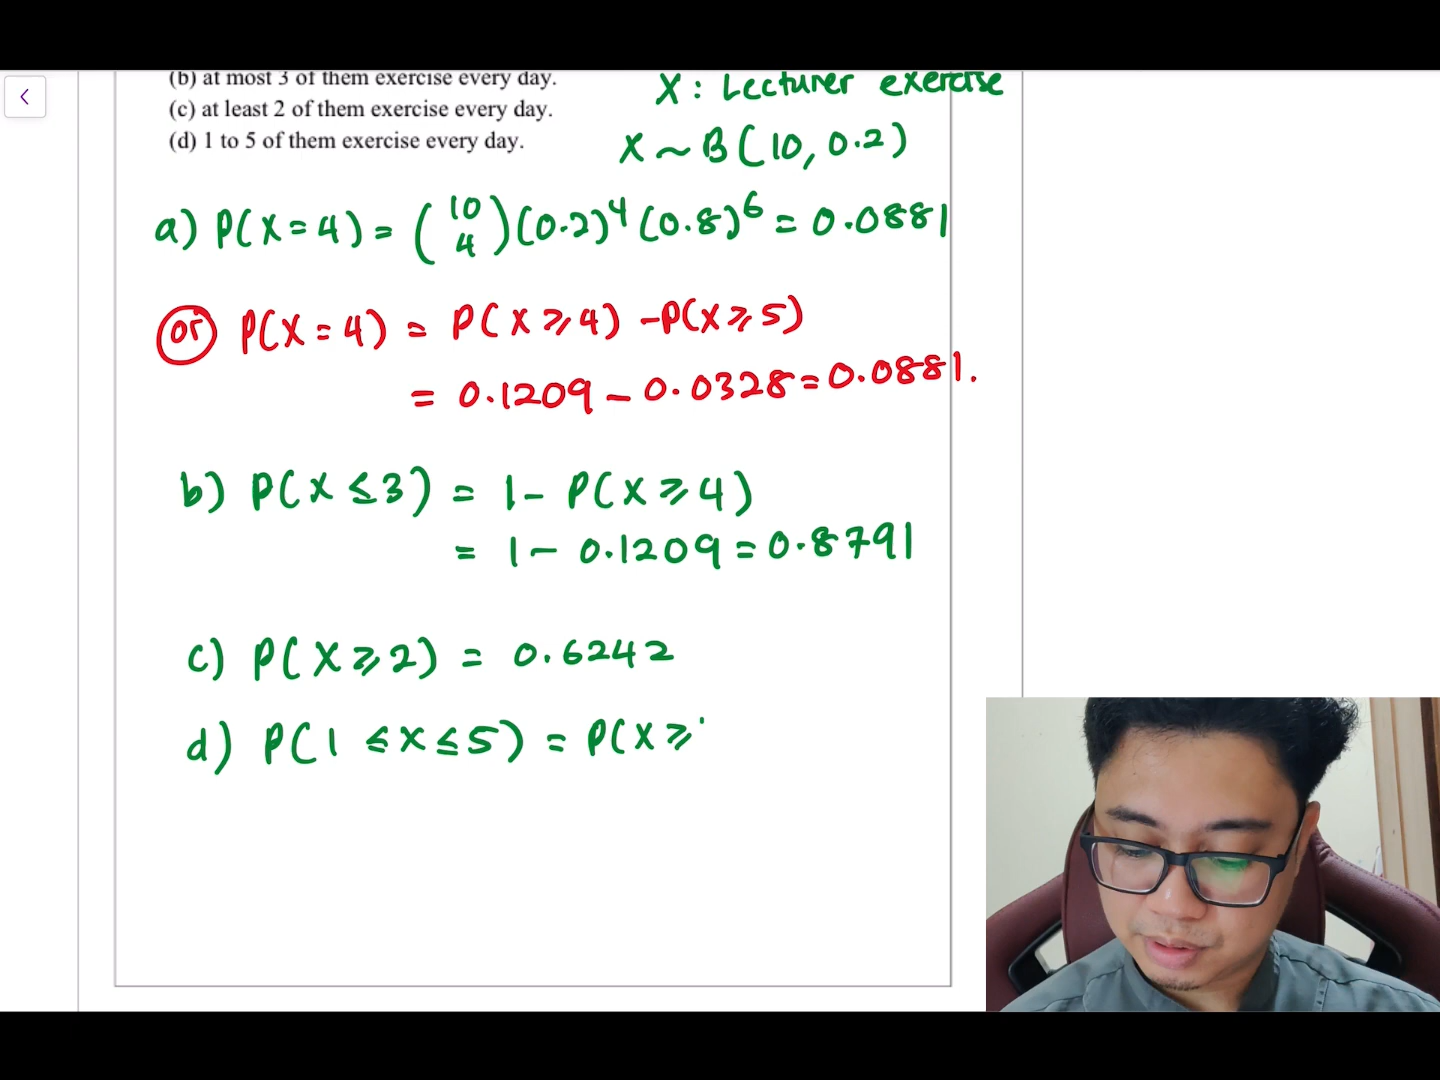 (b) at most 3 of them exercise every day.
X : Lecturer exercise
(c) at least 2 of them exercise every day.
(d) 1 to 5 of them exercise every day.
X ~ B(10, 0.2)
a) P(X = 4) = (10 4)(0.2)^4 (0.8)^6 = 0.0881
or P(X = 4) = P(X ≥ 4) - P(X ≥ 5)
= 0.1209 - 0.0328 = 0.0881.
b) P(X ≤ 3) = 1 - P(X ≥ 4)
= 1 - 0.1209 = 0.8791
c) P(X ≥ 2) = 0.6242
d) P(1 ≤ X ≤ 5) = P(X ≥